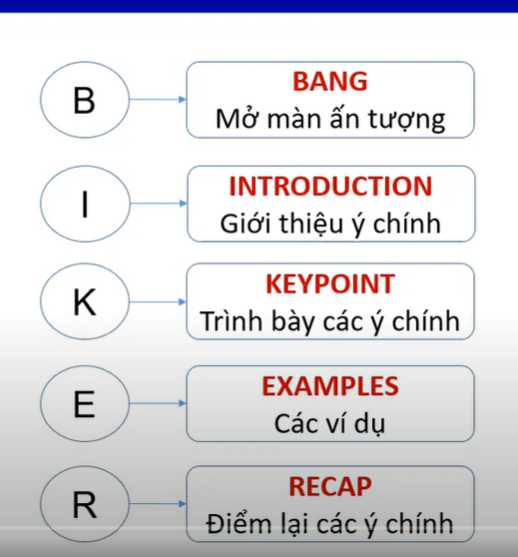 B
BANG
Mở màn ấn tượng
I
INTRODUCTION
Giới thiệu ý chính
K
KEYPOINT
Trình bày các ý chính
E
EXAMPLES
Các ví dụ
R
RECAP
Điểm lại các ý chính